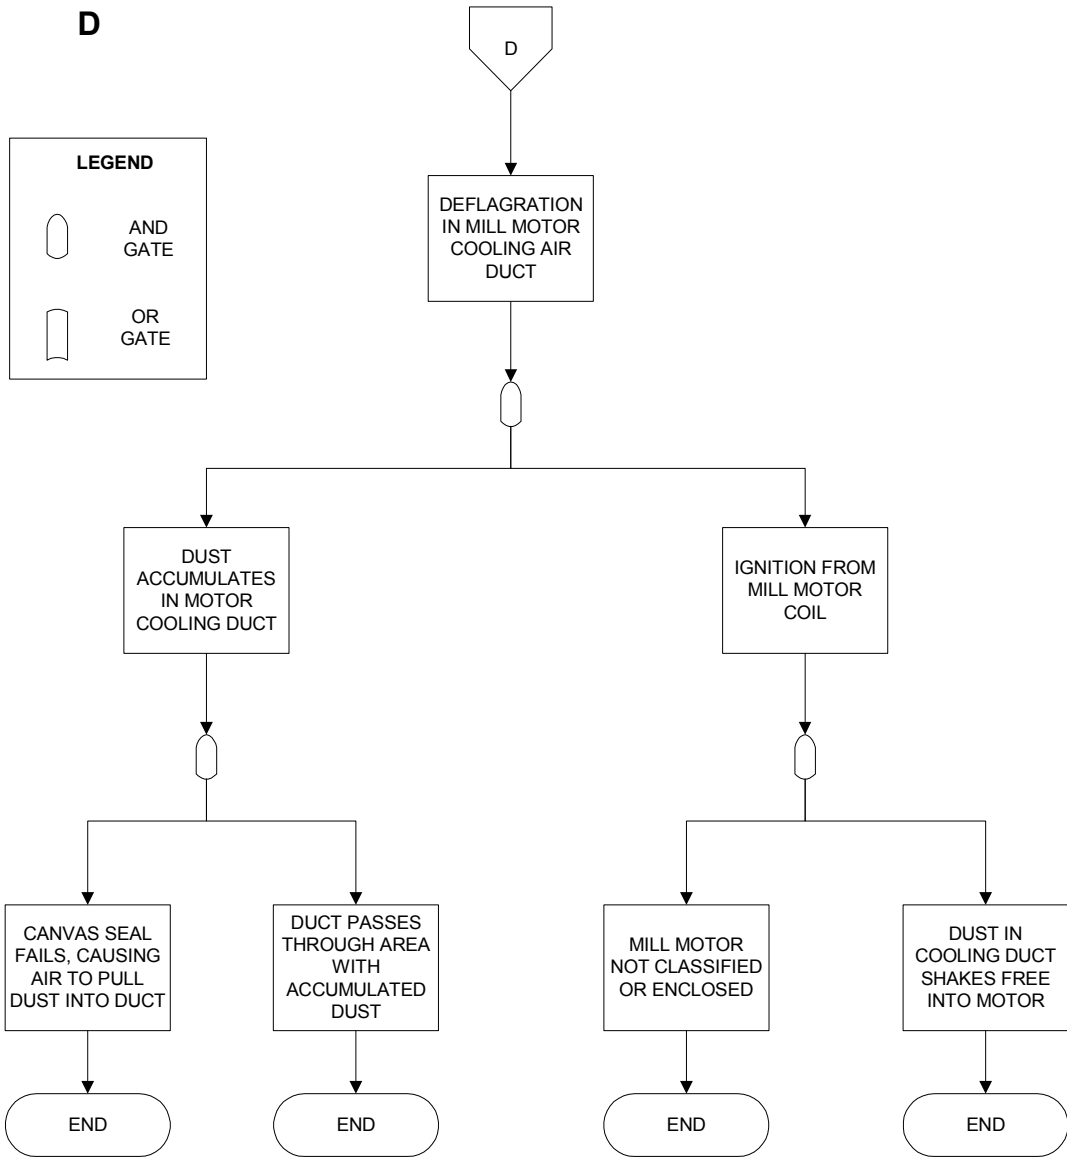 D
D
LEGEND
AND
GATE
OR
GATE
DEFLAGRATION
IN MILL MOTOR
COOLING AIR
DUCT
DUST
ACCUMULATES
IN MOTOR
COOLING DUCT
IGNITION FROM
MILL MOTOR
COIL
CANVAS SEAL
FAILS, CAUSING
AIR TO PULL
DUST INTO DUCT
DUCT PASSES
THROUGH AREA
WITH
ACCUMULATED
DUST
MILL MOTOR
NOT CLASSIFIED
OR ENCLOSED
DUST IN
COOLING DUCT
SHAKES FREE
INTO MOTOR
END
END
END
END